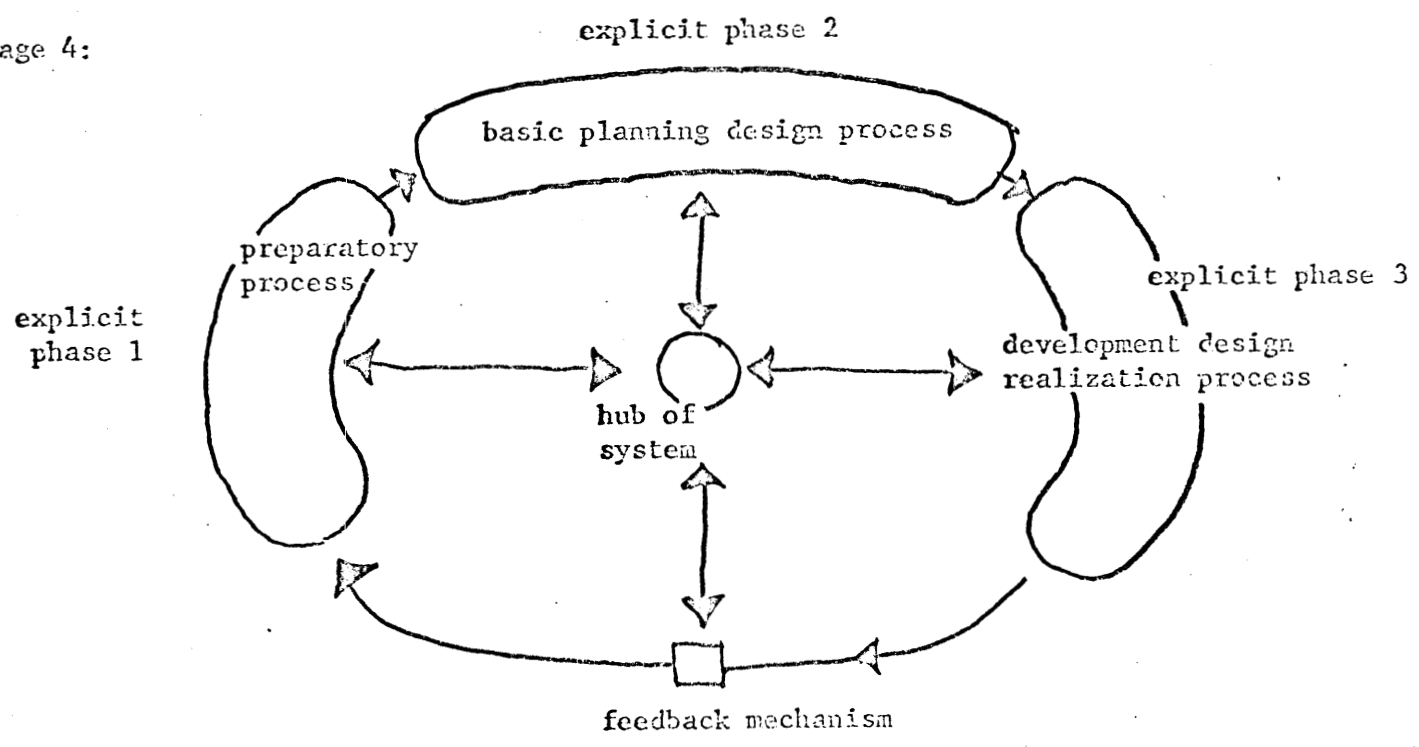 age 4:
explicit phase 2
basic planning design process
preparatory
process
explicit phase 3
explicit
phase 1
development design
realization process
hub of
system
feedback mechanism